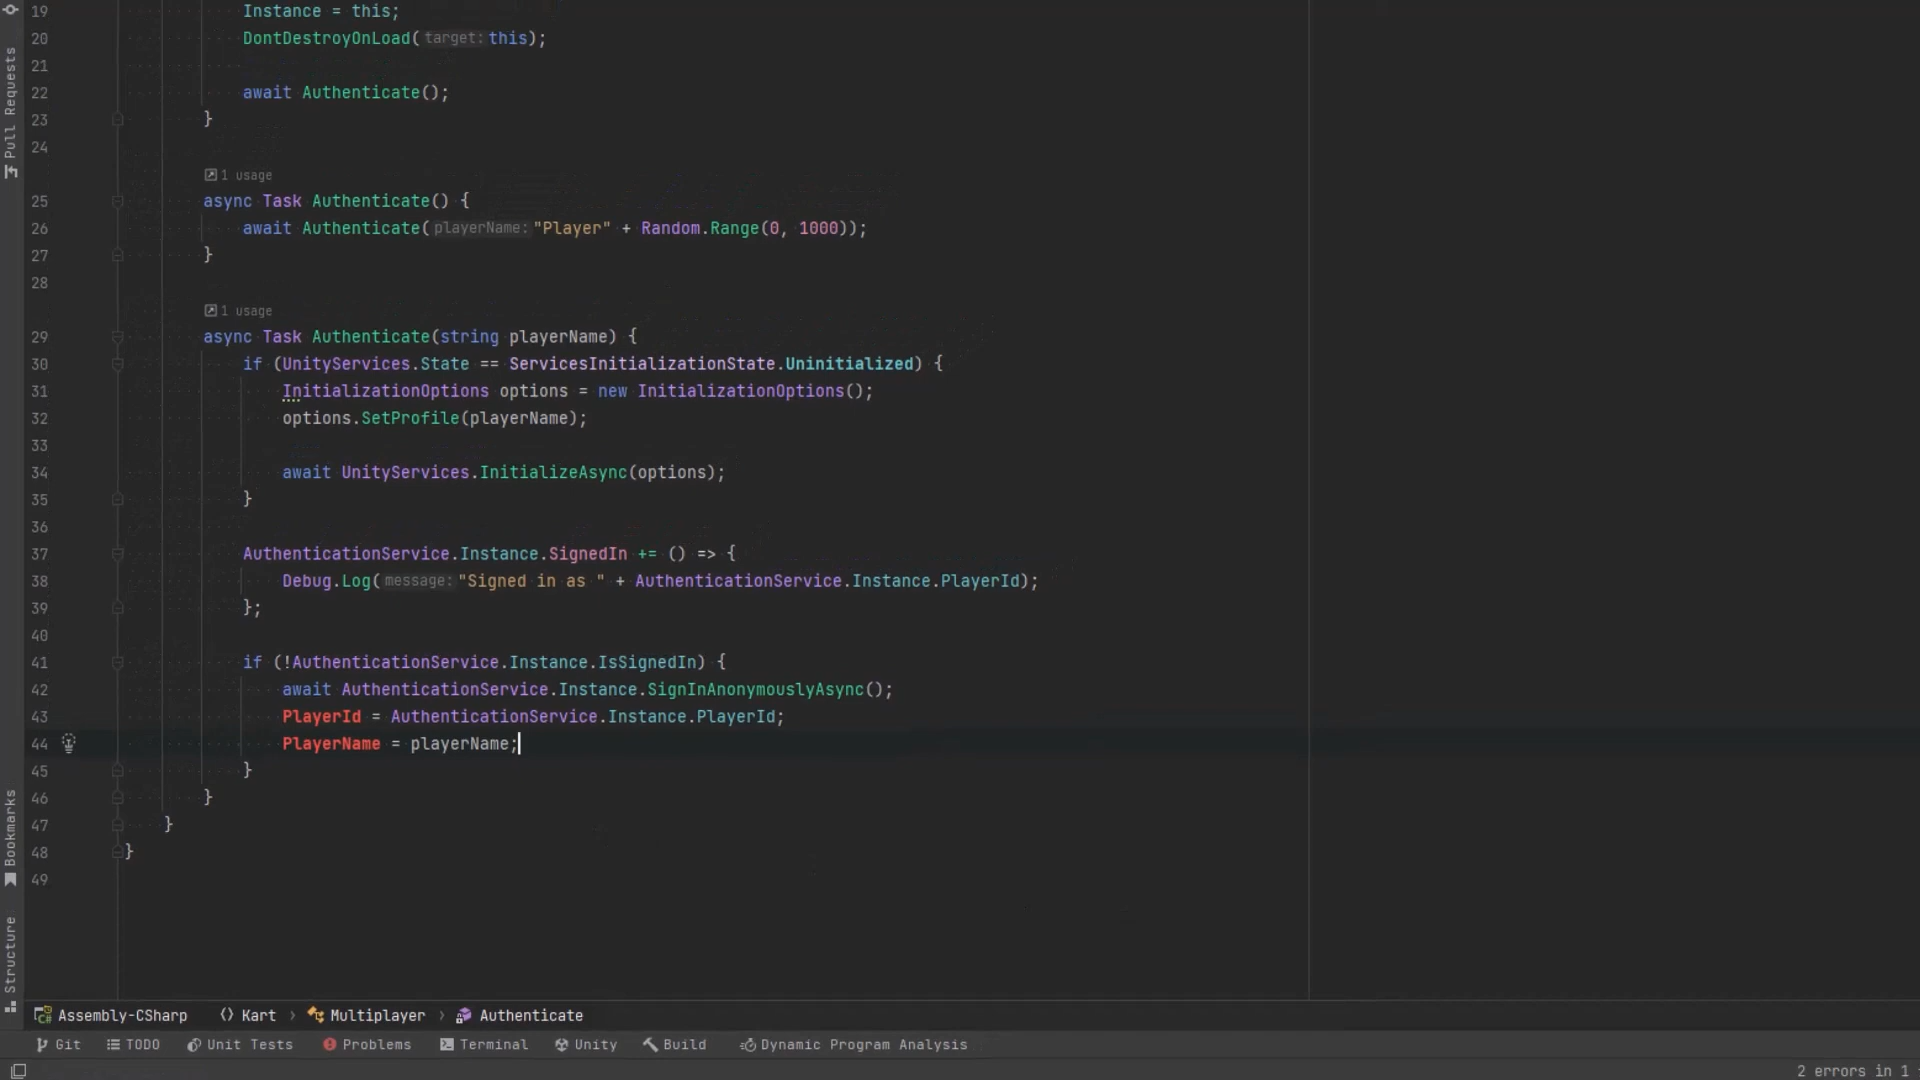 19 Instance = this;
20 DontDestroyOnLoad(target:this);
21
22 await Authenticate();
23 }
24
1 usage
25 async Task Authenticate() {
26 await Authenticate(playerName:"Player" + Random.Range(0, 1000));
27 }
28
1 usage
29 async Task Authenticate(string playerName) {
30 if (UnityServices.State == ServicesInitializationState.Uninitialized) {
31 InitializationOptions options = new InitializationOptions();
32 options.SetProfile(playerName);
33
34 await UnityServices.InitializeAsync(options);
35 }
36
37 AuthenticationService.Instance.SignedIn += () => {
38 Debug.Log(message:"Signed in as " + AuthenticationService.Instance.PlayerId);
39 };
40
41 if (!AuthenticationService.Instance.IsSignedIn) {
42 await AuthenticationService.Instance.SignInAnonymouslyAsync();
43 PlayerId = AuthenticationService.Instance.PlayerId;
44 PlayerName = playerName;
45 }
46 }
47 }
48 }
49
Pull Requests
Bookmarks
Structure
Assembly-CSharp Kart Multiplayer Authenticate
Git TODO Unit Tests Problems Terminal Unity Build Dynamic Program Analysis
2 errors in 1